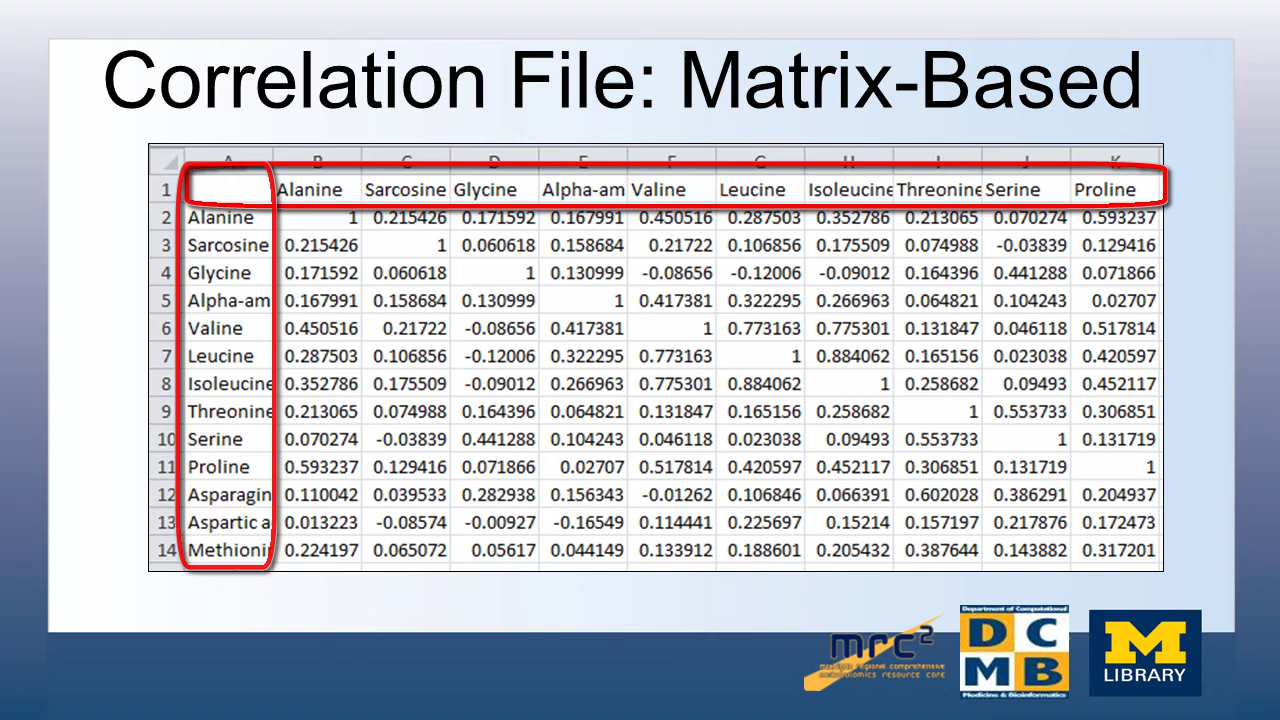 Correlation File: Matrix-Based
A B C D E F G H I J K
1 Alanine Sarcosine Glycine Alpha-am Valine Leucine Isoleucine Threonine Serine Proline
2 Alanine 1 0.215426 0.171592 0.167991 0.450516 0.287503 0.352786 0.213065 0.070274 0.593237
3 Sarcosine 0.215426 1 0.060618 0.158684 0.21722 0.106856 0.175509 0.074988 -0.03839 0.129416
4 Glycine 0.171592 0.060618 1 0.130999 -0.08656 -0.12006 -0.09012 0.164396 0.441288 0.071866
5 Alpha-am 0.167991 0.158684 0.130999 1 0.417381 0.322295 0.266963 0.064821 0.104243 0.02707
6 Valine 0.450516 0.21722 -0.08656 0.417381 1 0.773163 0.775301 0.131847 0.046118 0.517814
7 Leucine 0.287503 0.106856 -0.12006 0.322295 0.773163 1 0.884062 0.165156 0.023038 0.420597
8 Isoleucine 0.352786 0.175509 -0.09012 0.266963 0.775301 0.884062 1 0.258682 0.09493 0.452117
9 Threonine 0.213065 0.074988 0.164396 0.064821 0.131847 0.165156 0.258682 1 0.553733 0.306851
10 Serine 0.070274 -0.03839 0.441288 0.104243 0.046118 0.023038 0.09493 0.553733 1 0.131719
11 Proline 0.593237 0.129416 0.071866 0.02707 0.517814 0.420597 0.452117 0.306851 0.131719 1
12 Asparagin 0.110042 0.039533 0.282938 0.156343 -0.01262 0.106846 0.066391 0.602028 0.386291 0.204937
13 Aspartic a 0.013223 -0.08574 -0.00927 -0.16549 0.114441 0.225697 0.15214 0.157197 0.217876 0.172473
14 Methionin 0.224197 0.065072 0.05617 0.044149 0.133912 0.188601 0.205432 0.387644 0.143882 0.317201
mrc2
michigan regional comprehensive
metabolomics resource core
Department of Computational
D C
M B
Medicine & Bioinformatics
M
LIBRARY